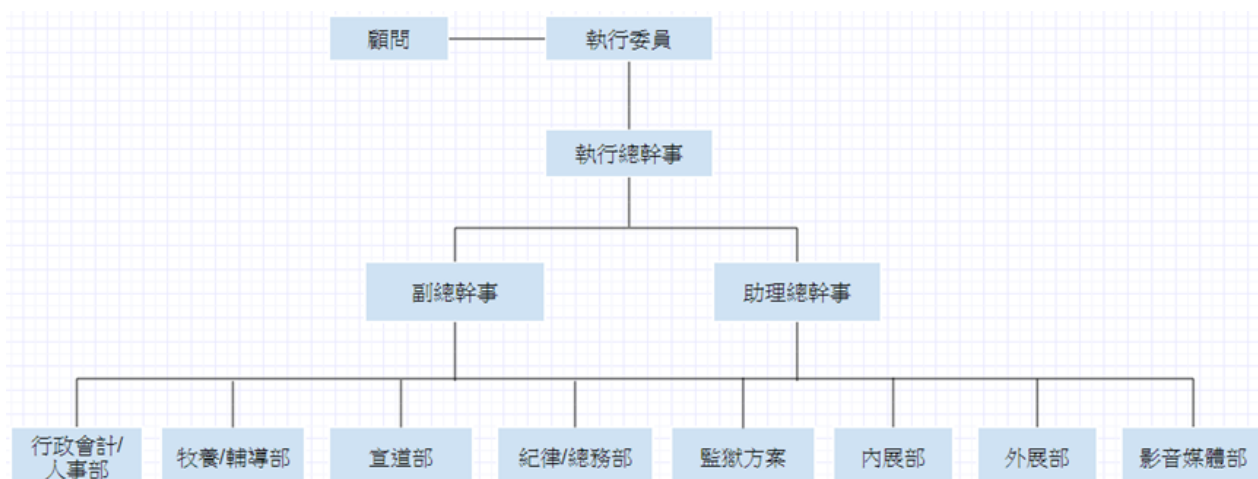 顧問
執行委員
執行總幹事
副總幹事
助理總幹事
行政會計/
人事部
牧養/輔導部
宣道部
紀律/總務部
監獄方案
內展部
外展部
影音媒體部